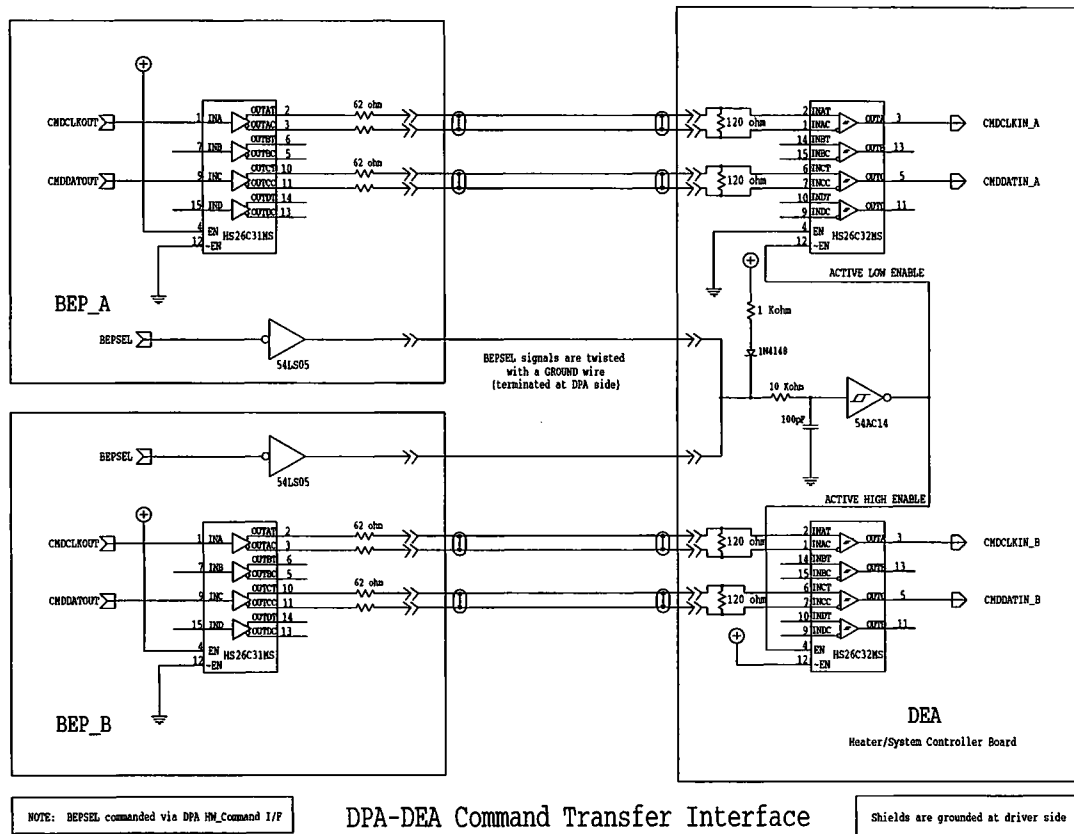 CMDCLKOUT
1 INA
OUTAT 2
OUTAC 3
62 ohm
7 INB
OUTBT 6
OUTBC 5
CMDDATOUT
9 INC
OUTCT 10
OUTCC 11
62 ohm
15 IND
OUTDT 14
OUTDC 13
4 EN
12 ~EN
HS26C31MS
BEP_A
BEPSEL
54LS05
BEPSEL signals are twisted
with a GROUND wire
(terminated at DPA side)
120 ohm
2 INAT
1 INAC
3
CMDCLKIN_A
14 INBT
15 INBC
13
120 ohm
6 INCT
7 INCC
5
CMDDATIN_A
10 INDT
9 INDC
11
4 EN
12 ~EN
HS26C32MS
ACTIVE LOW ENABLE
1 Kohm
1N4148
10 Kohm
100pF
54AC14
ACTIVE HIGH ENABLE
BEPSEL
54LS05
CMDCLKOUT
1 INA
OUTAT 2
OUTAC 3
62 ohm
7 INB
OUTBT 6
OUTBC 5
CMDDATOUT
9 INC
OUTCT 10
OUTCC 11
62 ohm
15 IND
OUTDT 14
OUTDC 13
4 EN
12 ~EN
HS26C31MS
BEP_B
120 ohm
2 INAT
1 INAC
3
CMDCLKIN_B
14 INBT
15 INBC
13
120 ohm
6 INCT
7 INCC
5
CMDDATIN_B
10 INDT
9 INDC
11
4 EN
12 ~EN
HS26C32MS
DEA
Heater/System Controller Board
NOTE: BEPSEL commanded via DPA HW_Command I/F
DPA-DEA Command Transfer Interface
Shields are grounded at driver side